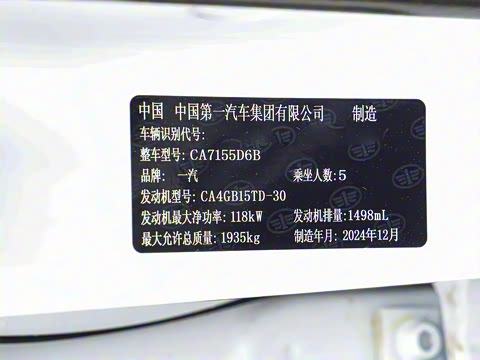 中国 中国第一汽车集团有限公司 制造
车辆识别代号:
整车型号: CA7155D6B
品牌: 一汽 乘坐人数: 5
发动机型号: CA4GB15TD-30
发动机最大净功率: 118kW 发动机排量: 1498mL
最大允许总质量: 1935kg 制造年月: 2024年12月